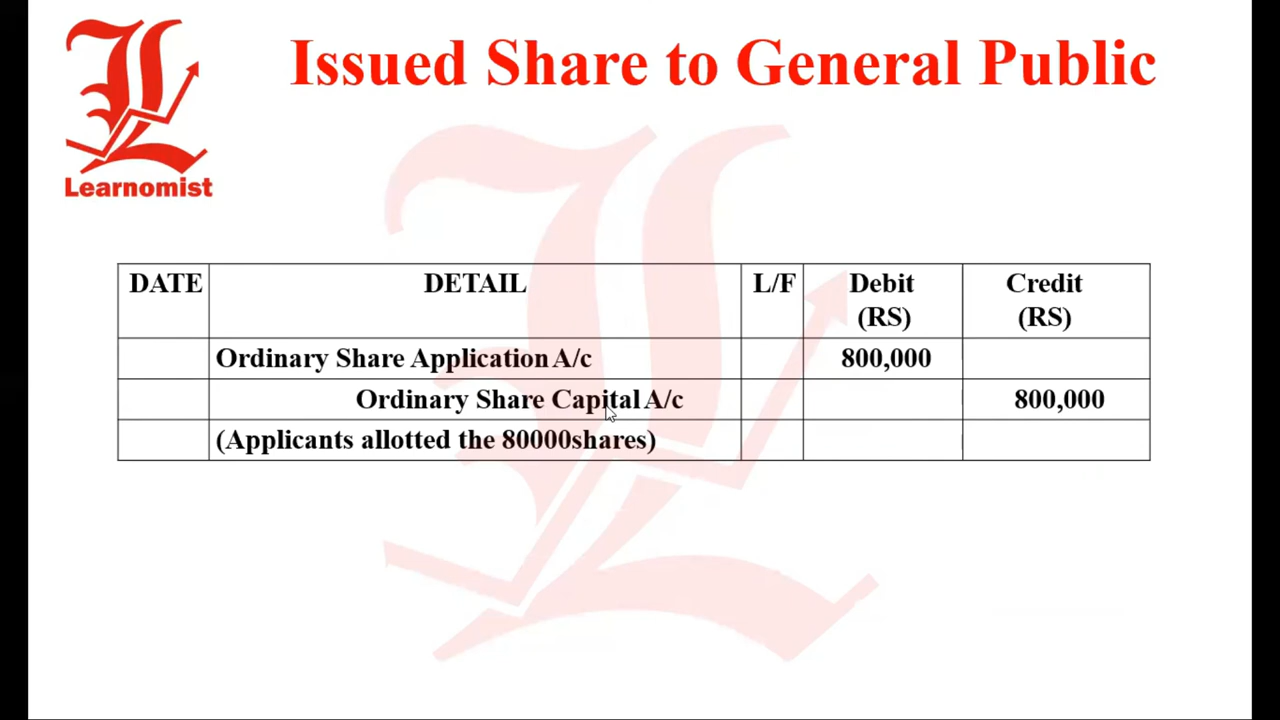 Issued Share to General Public
Learnomist
DATE DETAIL L/F Debit (RS) Credit (RS)
Ordinary Share Application A/c 800,000
Ordinary Share Capital A/c 800,000
(Applicants allotted the 80000shares)